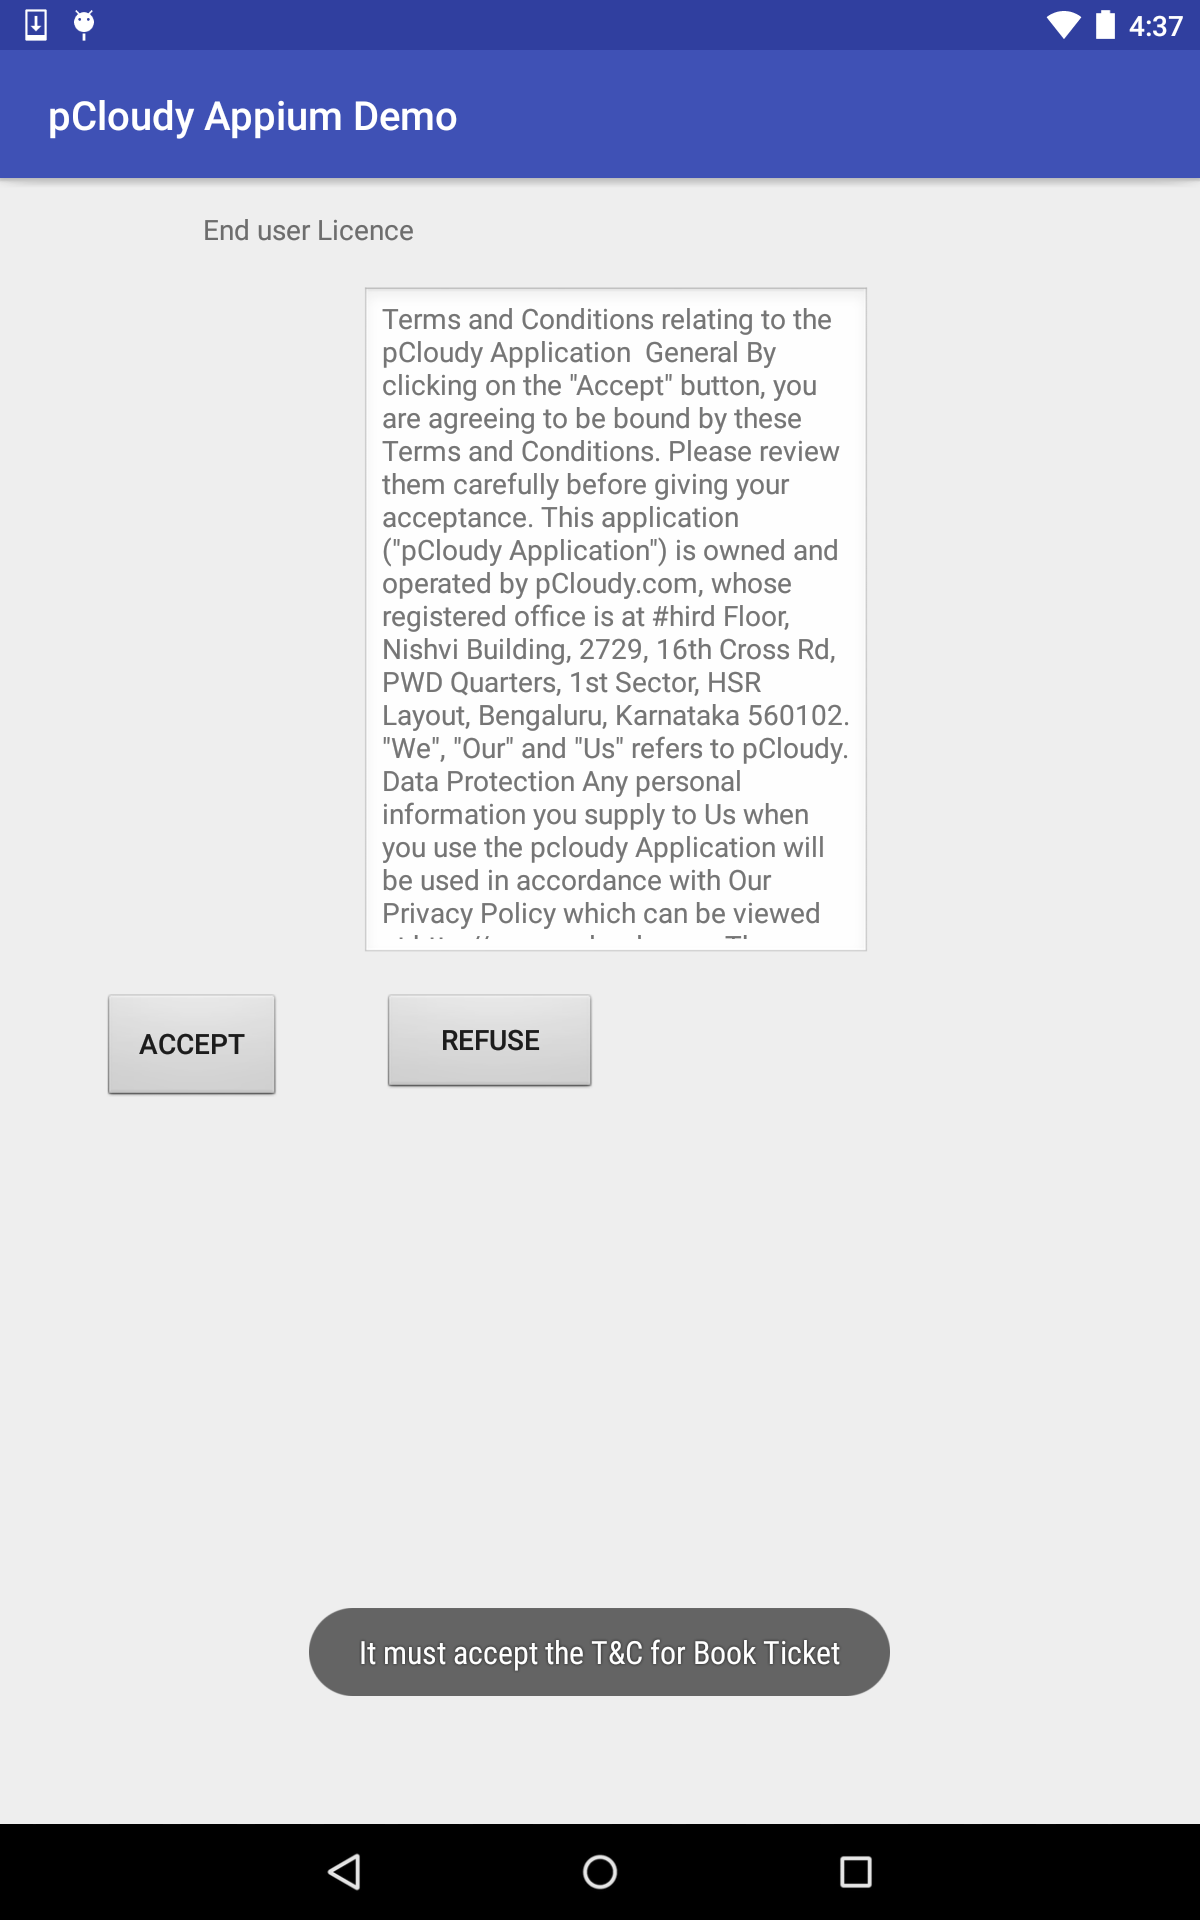 4:37
pCloudy Appium Demo
End user Licence
Terms and Conditions relating to the
pCloudy Application  General By
clicking on the "Accept" button, you
are agreeing to be bound by these
Terms and Conditions. Please review
them carefully before giving your
acceptance. This application
("pCloudy Application") is owned and
operated by pCloudy.com, whose
registered office is at #hird Floor,
Nishvi Building, 2729, 16th Cross Rd,
PWD Quarters, 1st Sector, HSR
Layout, Bengaluru, Karnataka 560102.
"We", "Our" and "Us" refers to pCloudy.
Data Protection Any personal
information you supply to Us when
you use the pcloudy Application will
be used in accordance with Our
Privacy Policy which can be viewed
ACCEPT
REFUSE
It must accept the T&C for Book Ticket